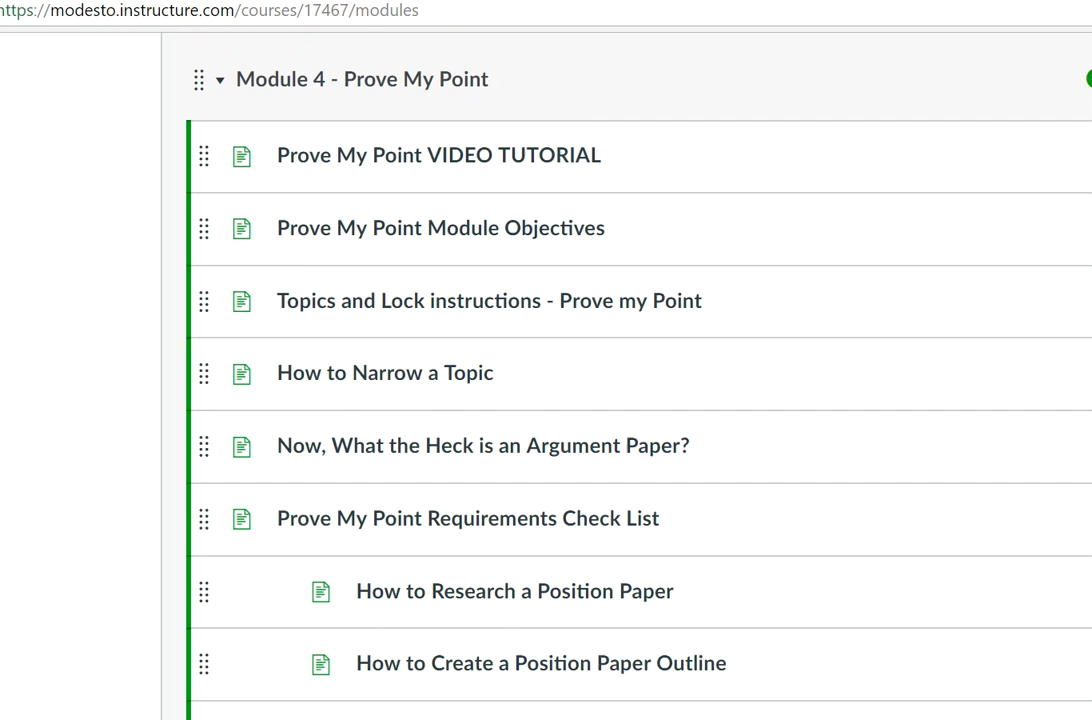 https://modesto.instructure.com/courses/17467/modules
Module 4 - Prove My Point
Prove My Point VIDEO TUTORIAL
Prove My Point Module Objectives
Topics and Lock instructions - Prove my Point
How to Narrow a Topic
Now, What the Heck is an Argument Paper?
Prove My Point Requirements Check List
How to Research a Position Paper
How to Create a Position Paper Outline